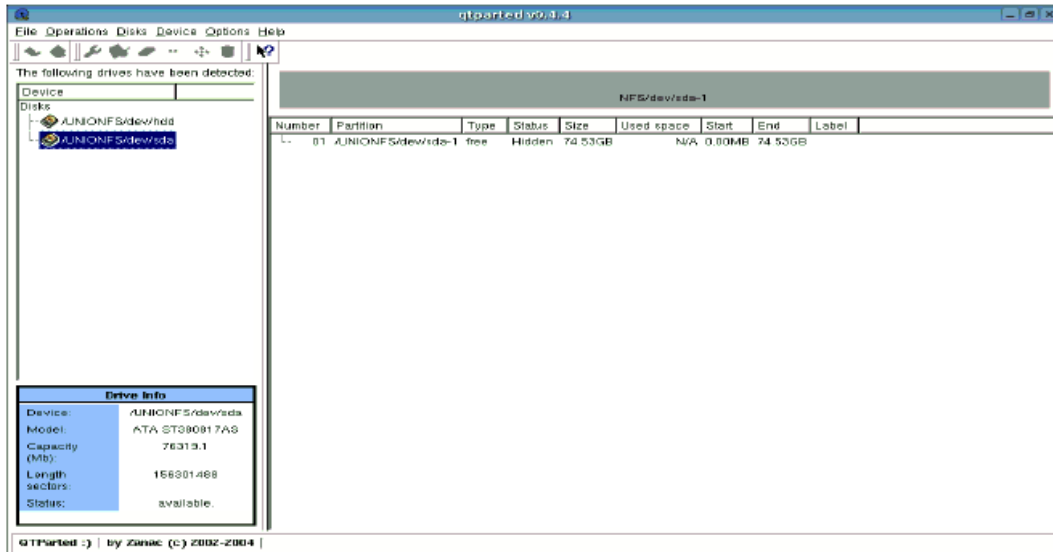 qtparted v0.4.4
File Operations Disks Device Options Help
The following drives have been detected:
Device
Disks
/UNIONFS/dev/hdd
/UNIONFS/dev/sda
NFS/dev/sda-1
Number Partition Type Status Size Used space Start End Label
01 /UNIONFS/dev/sda-1 free Hidden 74.53GB N/A 0.00MB 74.53GB
Drive Info
Device: /UNIONFS/dev/sda
Model: ATA ST380817AS
Capacity (Mb): 76319.1
Length sectors: 156301488
Status: available.
QTParted :) | by Zanac (c) 2002-2004 |